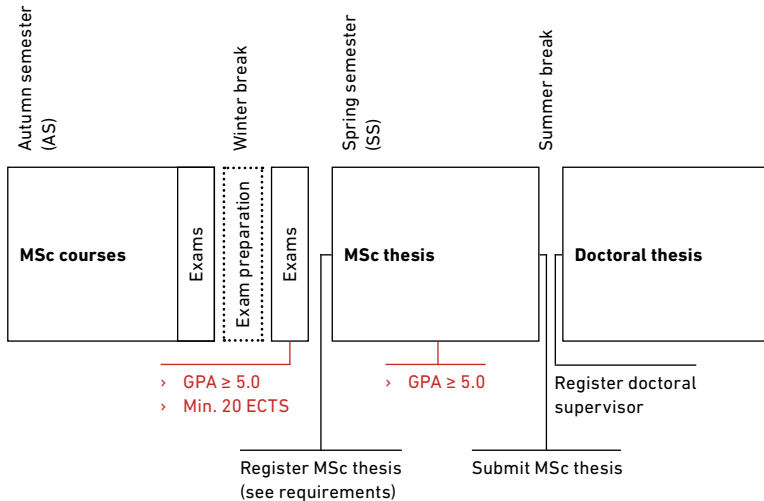 Autumn semester
(AS)
Winter break
Spring semester
(SS)
Summer break
MSc courses
Exams
Exam preparation
Exams
MSc thesis
Doctoral thesis
› GPA ≥ 5.0
› Min. 20 ECTS
› GPA ≥ 5.0
Register doctoral
supervisor
Register MSc thesis
(see requirements)
Submit MSc thesis